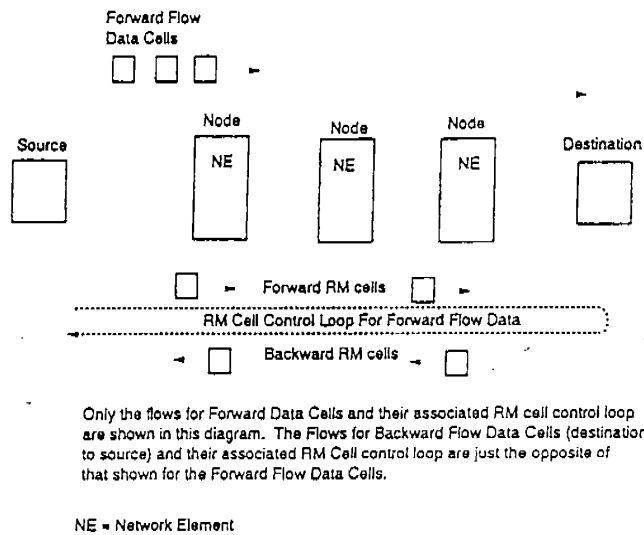 Forward Flow
Data Cells
Node
Node
Node
Source
Destination
NE
NE
NE
Forward RM cells
RM Cell Control Loop For Forward Flow Data
Backward RM cells
Only the flows for Forward Data Cells and their associated RM cell control loop
are shown in this diagram. The Flows for Backward Flow Data Cells (destination
to source) and their associated RM Cell control loop are just the opposite of
that shown for the Forward Flow Data Cells.
NE = Network Element